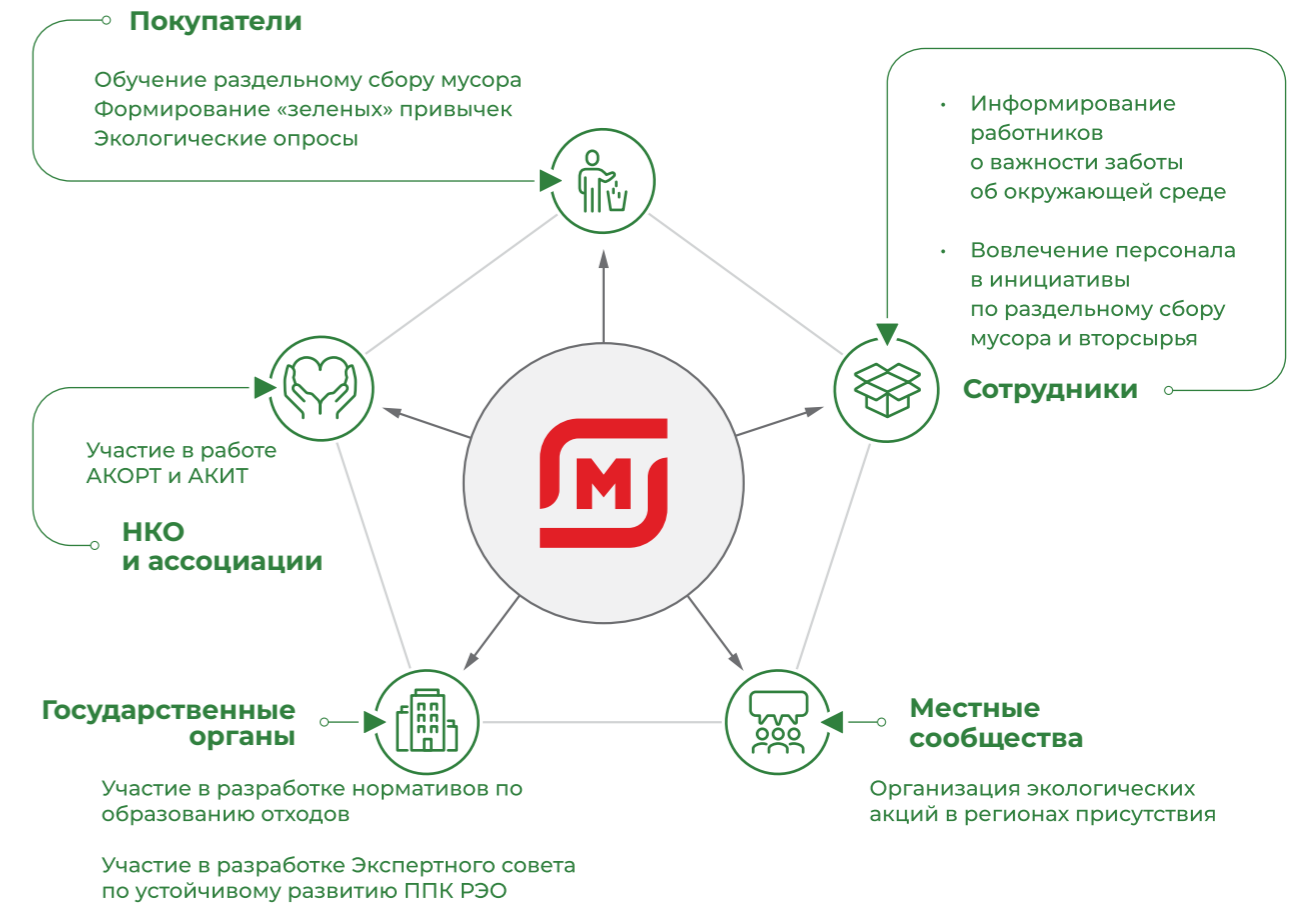 Покупатели
Обучение раздельному сбору мусора
Формирование «зеленых» привычек
Экологические опросы
• Информирование
работников
о важности заботы
об окружающей среде
• Вовлечение персонала
в инициативы
по раздельному сбору
мусора и вторсырья
Сотрудники
Участие в работе
АКОРТ и АКИТ
НКО
и ассоциации
М
Государственные
органы
Участие в разработке нормативов по
образованию отходов
Участие в разработке Экспертного совета
по устойчивому развитию ППК РЭО
Местные
сообщества
Организация экологических
акций в регионах присутствия